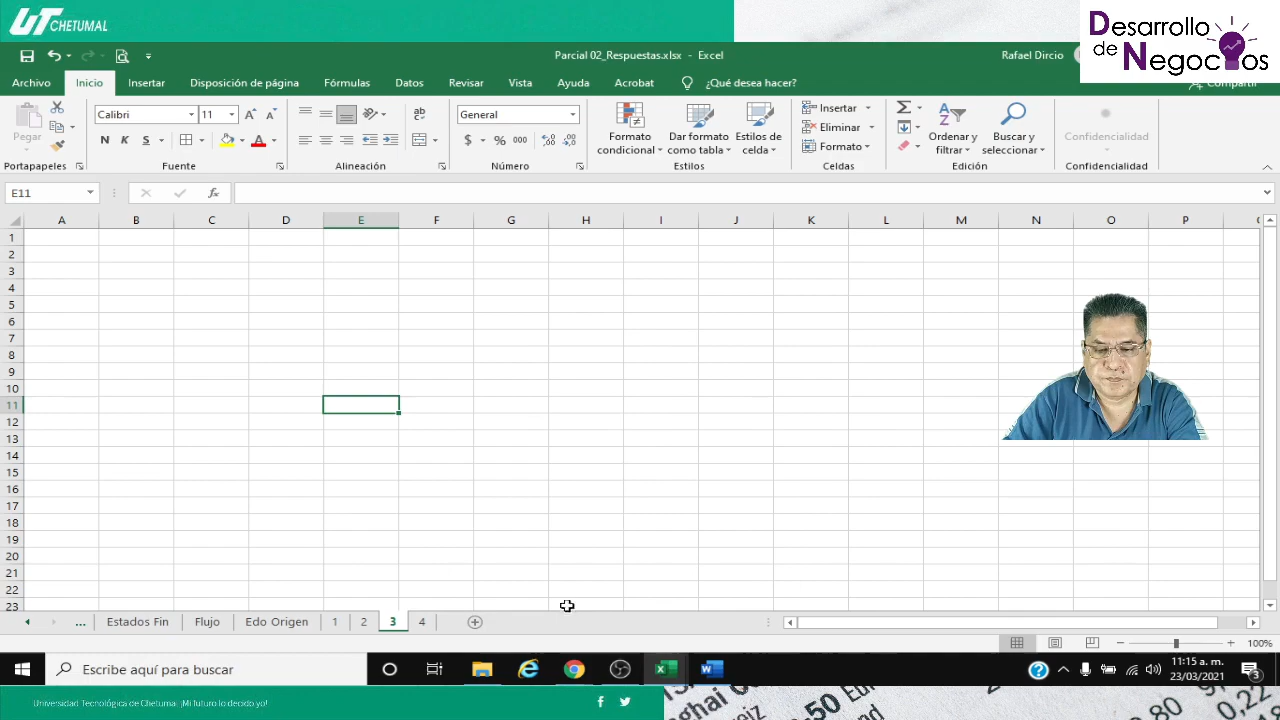 UT CHETUMAL
Desarrollo
de
Negocios
Parcial 02_Respuestas.xlsx - Excel
Rafael Dircio
Archivo Inicio Insertar Disposición de página Fórmulas Datos Revisar Vista Ayuda Acrobat ¿Qué desea hacer? Compartir
Pegar
Portapapeles
Calibri 11
N K S
Fuente
ab
Alineación
General
$ % 000
Número
Formato
condicional
Dar formato
como tabla
Estilos de
celda
Estilos
Insertar
Eliminar
Formato
Celdas
Ordenar y
filtrar
Buscar y
seleccionar
Edición
Confidencialidad
Confidencialidad
E11 fx
A B C D E F G H I J K L M N O P
1
2
3
4
5
6
7
8
9
10
11
12
13
14
15
16
17
18
19
20
21
22
23
... Estados Fin Flujo Edo Origen 1 2 3 4
100%
Escribe aquí para buscar
11:15 a. m.
23/03/2021
3
Universidad Tecnológica de Chetumal. ¡Mi futuro lo decido yo!